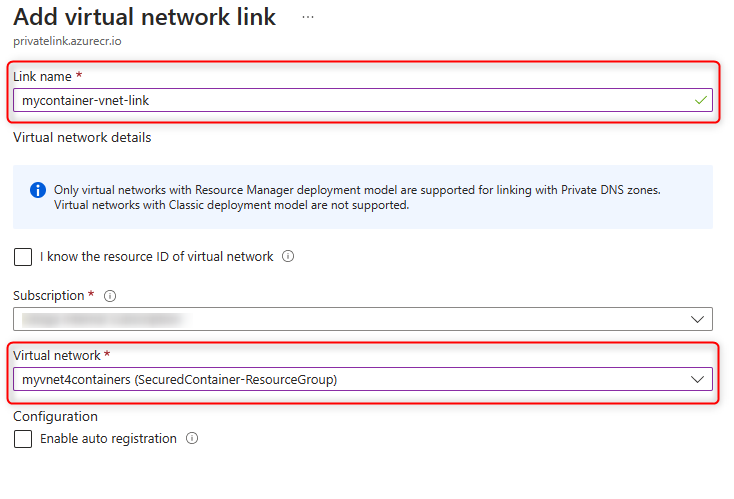 Add virtual network link ...
privatelink.azurecr.io
Link name *
mycontainer-vnet-link
Virtual network details
Only virtual networks with Resource Manager deployment model are supported for linking with Private DNS zones.
Virtual networks with Classic deployment model are not supported.
I know the resource ID of virtual network
Subscription *
Virtual network *
myvnet4containers (SecuredContainer-ResourceGroup)
Configuration
Enable auto registration